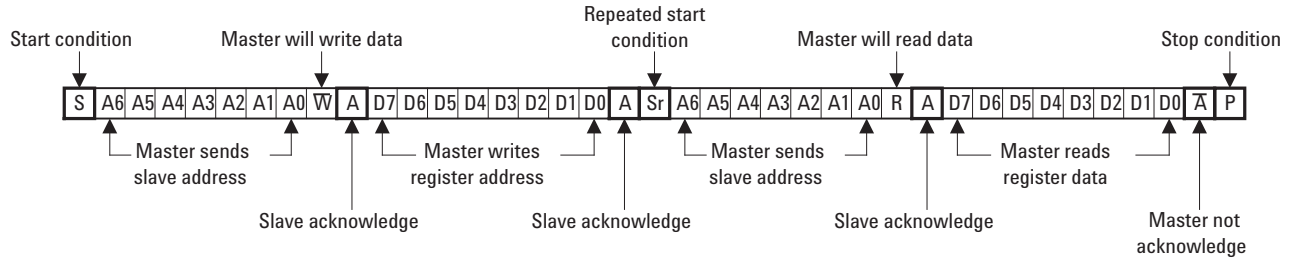 Repeated start
Start condition Master will write data condition Master will read data Stop condition
S A6 A5 A4 A3 A2 A1 A0 W̅ A D7 D6 D5 D4 D3 D2 D1 D0 A Sr A6 A5 A4 A3 A2 A1 A0 R A D7 D6 D5 D4 D3 D2 D1 D0 A̅ P
Master sends Master writes Master sends Master reads
slave address register address slave address register data
Slave acknowledge Slave acknowledge Slave acknowledge Master not
acknowledge